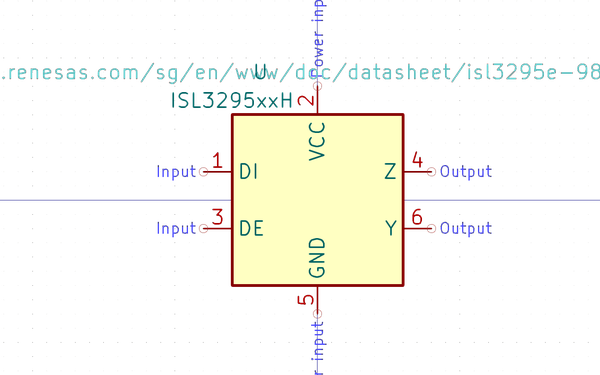 Power inp
U
.renesas.com/sg/en/www/doc/datasheet/isl3295e-98
ISL3295xxH
2
VCC
Input 1 DI Z 4 Output
Input 3 DE Y 6 Output
GND
5
r input